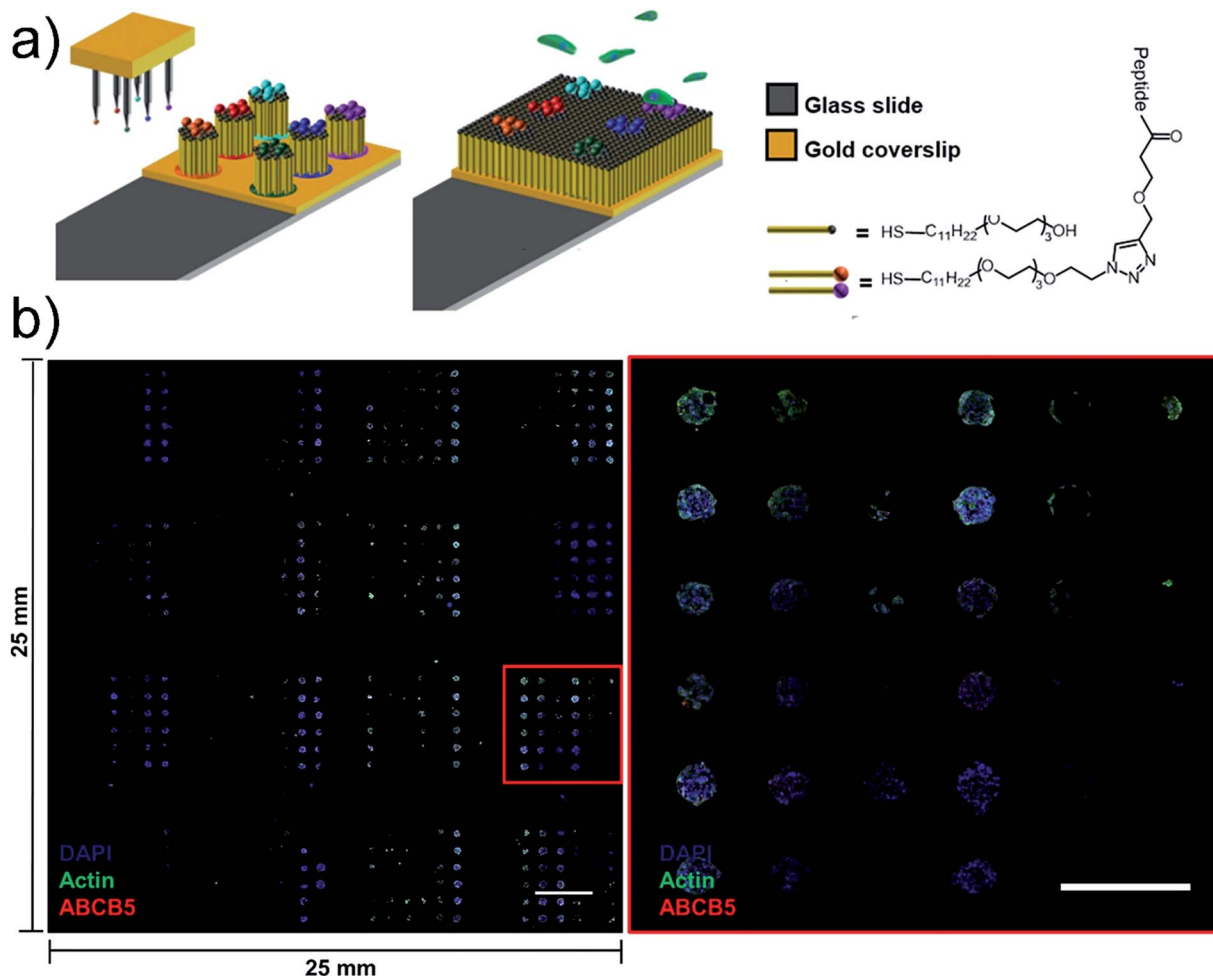 a)
Glass slide
Gold coverslip
= HS—C11H22(O 3OH
= HS—C11H22(O 3O N N=N
Peptide
O
O
b)
25 mm
DAPI
Actin
ABCB5
25 mm
DAPI
Actin
ABCB5